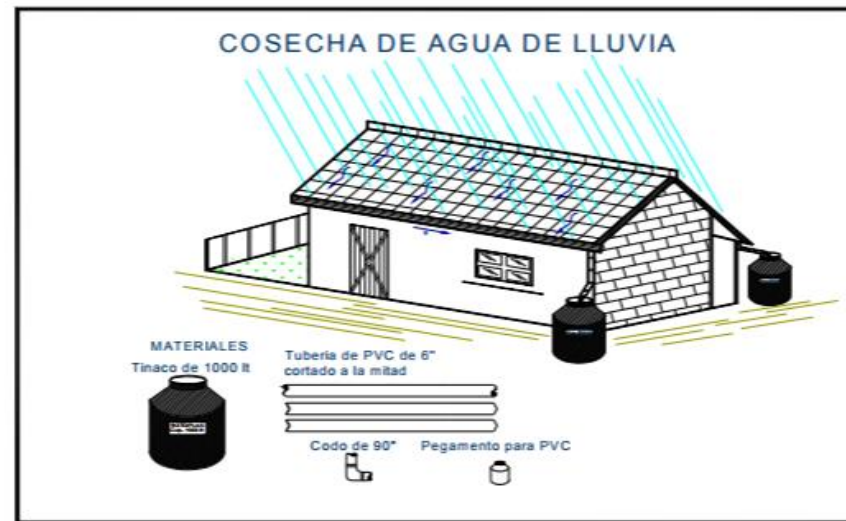 COSECHA DE AGUA DE LLUVIA
MATERIALES
Tinaco de 1000 lt
Tubería de PVC de 6"
cortado a la mitad
Codo de 90°
Pegamento para PVC